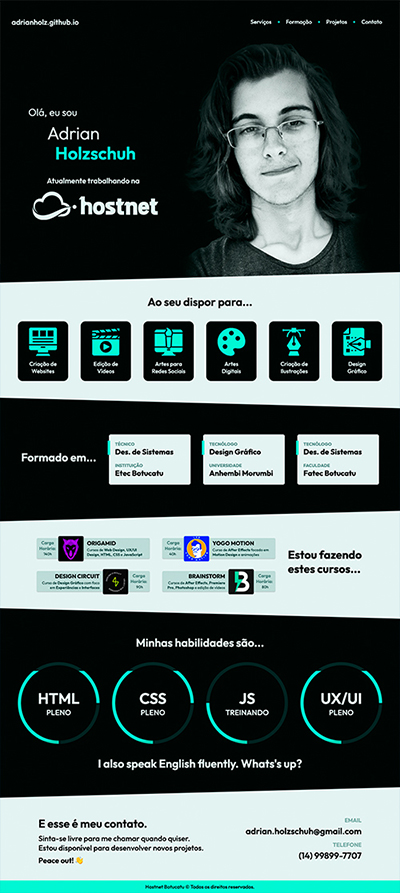 adrianholz.github.io
Serviços • Formação • Projetos • Contato
Olá, eu sou
Adrian
Holzschuh
Atualmente trabalhando na
hostnet
Ao seu dispor para...
Criação de
Websites
Edição de
Vídeos
Artes para
Redes Sociais
Artes
Digitais
Criação de
Ilustrações
Design
Gráfico
Formado em...
TÉCNICO
Des. de Sistemas
INSTITUIÇÃO
Etec Botucatu
TECNÓLOGO
Design Gráfico
UNIVERSIDADE
Anhembi Morumbi
TECNÓLOGO
Des. de Sistemas
FACULDADE
Fatec Botucatu
Carga
Horária:
ORIGAMID
Cursos de Web Design, UX/UI
Design, HTML, CSS e JavaScript
Carga
Horária:
YOGO MOTION
Curso de After Effects focado em
Motion Design e animações
DESIGN CIRCUIT
Curso de Design Gráfico com foco
em Experiências e Interfaces
Carga
Horária:
90h
BRAINSTORM
Cursos de After Effects, Premiere
Pro, Photoshop e edição de vídeos
Carga
Horária:
80h
Estou fazendo
estes cursos...
Minhas habilidades são...
HTML
PLENO
CSS
PLENO
JS
TREINANDO
UX/UI
PLENO
I also speak English fluently. Whats's up?
E esse é meu contato.
Sinta-se livre para me chamar quando quiser.
Estou disponível para desenvolver novos projetos.
Peace out! 👋
EMAIL
adrian.holzschuh@gmail.com
TELEFONE
(14) 99899-7707
Hostnet Botucatu © Todos os direitos reservados.